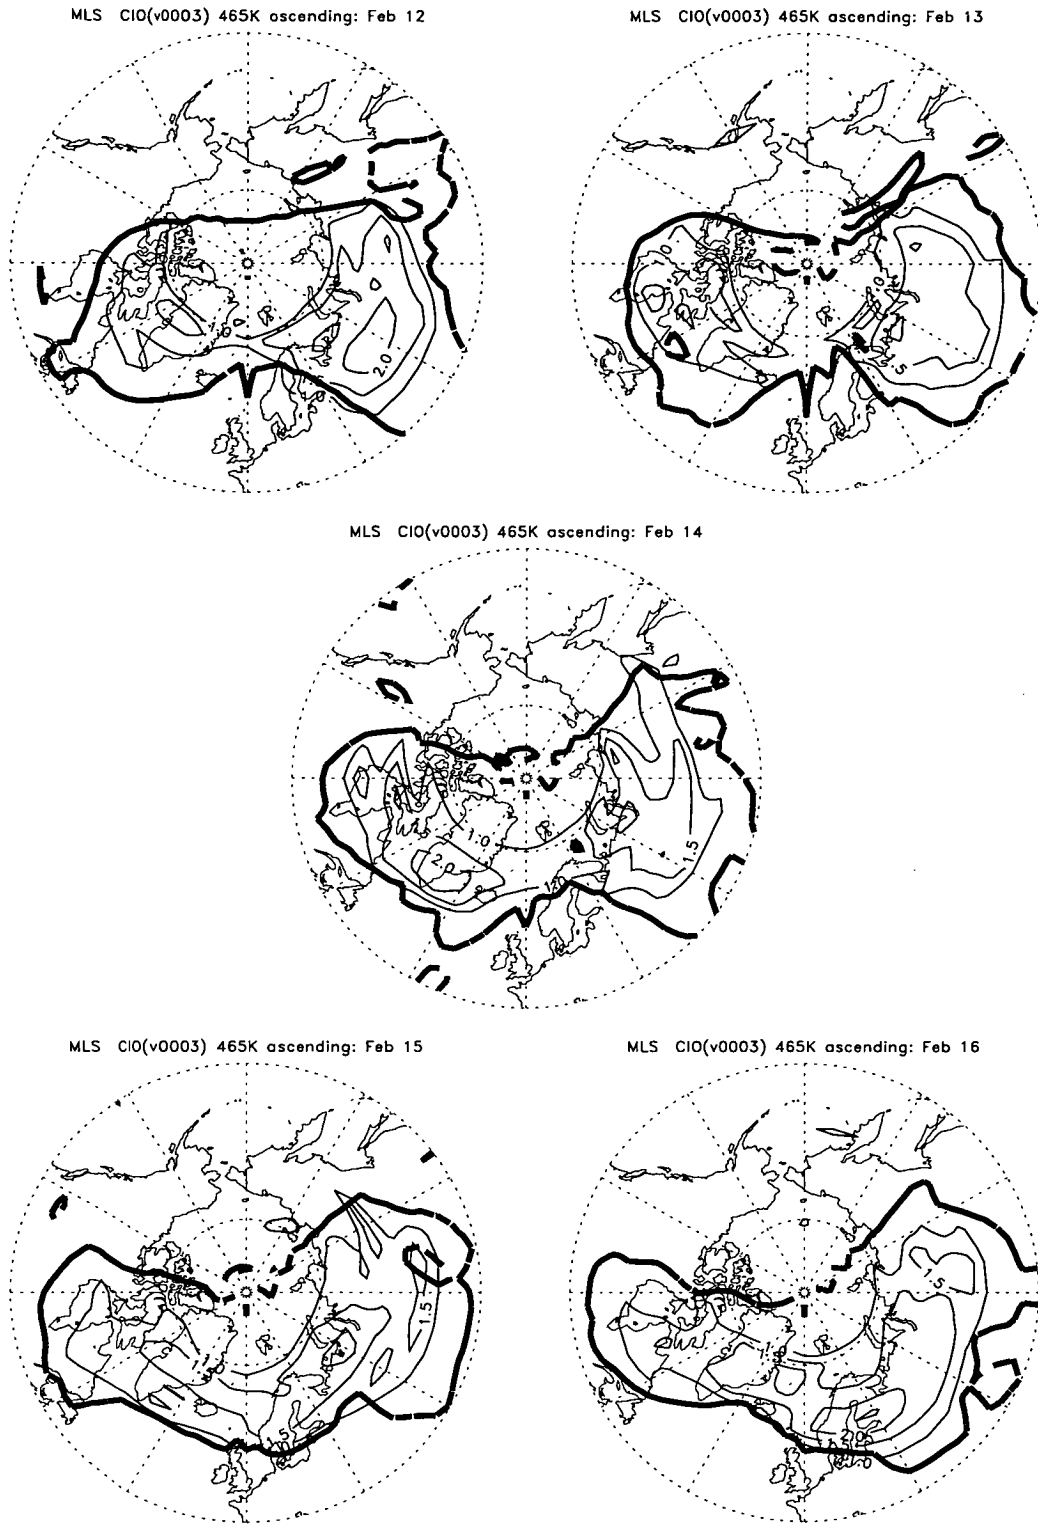 MLS ClO(v0003) 465K ascending: Feb 12
MLS ClO(v0003) 465K ascending: Feb 13
1.0
2.0
MLS ClO(v0003) 465K ascending: Feb 14
1.0
2.0
1.5
MLS ClO(v0003) 465K ascending: Feb 15
MLS ClO(v0003) 465K ascending: Feb 16
1.5
1.5
1.5
2.0